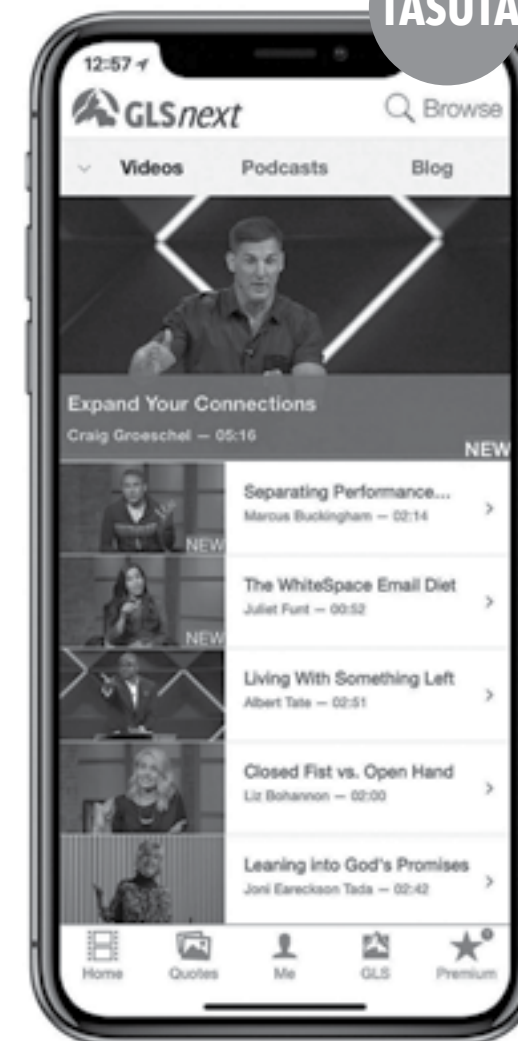 TASUTA
12:57
GLSnext
Browse
Videos Podcasts Blog
Expand Your Connections
Craig Groeschel — 05:16
NEW
Separating Performance...
Marcus Buckingham — 02:14
NEW
The WhiteSpace Email Diet
Juliet Funt — 00:52
NEW
Living With Something Left
Albert Tate — 02:51
Closed Fist vs. Open Hand
Liz Bohannon — 02:00
Leaning into God's Promises
Joni Eareckson Tada — 02:42
Home Quotes Me GLS Premium